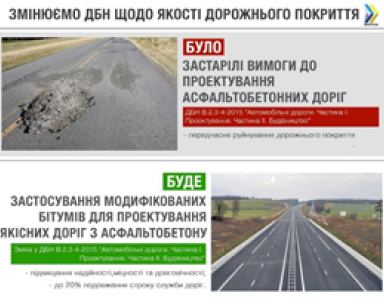 ЗМІНЮЄМО ДБН ЩОДО ЯКОСТІ ДОРОЖНЬОГО ПОКРИТТЯ
БУЛО
ЗАСТАРІЛІ ВИМОГИ ДО
ПРОЕКТУВАННЯ
АСФАЛЬТОБЕТОННИХ ДОРІГ
ДБН В.2.3-4-2015 "Автомобільні дороги. Частина І.
Проектування. Частина ІІ. Будівництво"
- передчасне руйнування дорожнього покриття
БУДЕ
ЗАСТОСУВАННЯ МОДИФІКОВАНИХ
БІТУМІВ ДЛЯ ПРОЕКТУВАННЯ
ЯКІСНИХ ДОРІГ З АСФАЛЬТОБЕТОНУ
Зміна у ДБН В.2.3-4-2015 "Автомобільні дороги. Частина І.
Проектування. Частина ІІ. Будівництво"
- підвищення надійності,міцності та довговічності;
- до 20% подовження строку служби доріг.